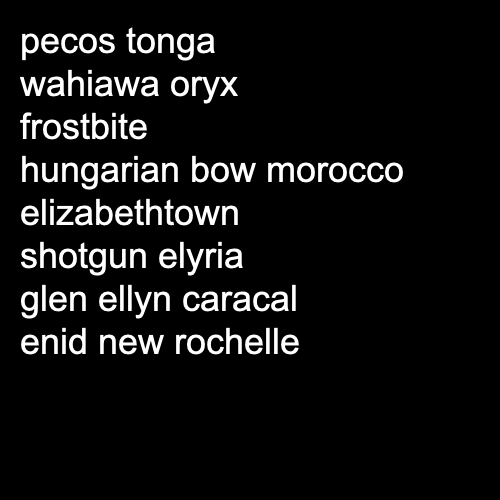 pecos tonga
wahiawa oryx
frostbite
hungarian bow morocco
elizabethtown
shotgun elyria
glen ellyn caracal
enid new rochelle